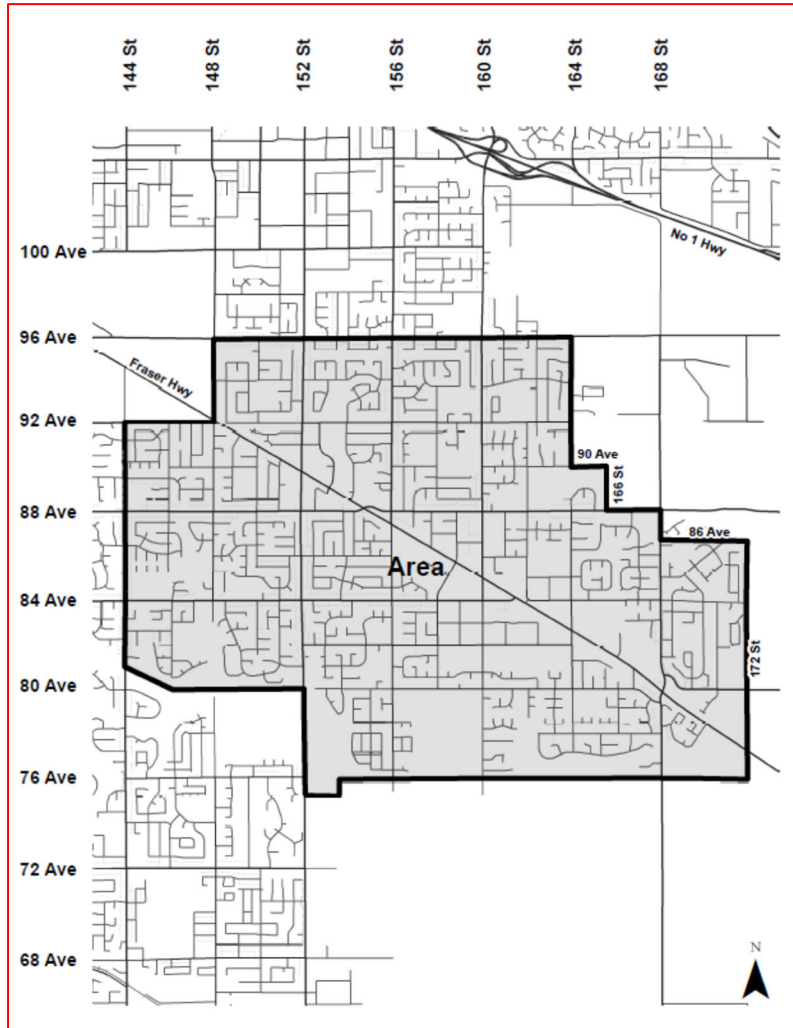 144 St
148 St
152 St
156 St
160 St
164 St
168 St
100 Ave
No 1 Hwy
96 Ave
Fraser Hwy
92 Ave
90 Ave
166 St
88 Ave
86 Ave
Area
84 Ave
172 St
80 Ave
76 Ave
72 Ave
68 Ave
N